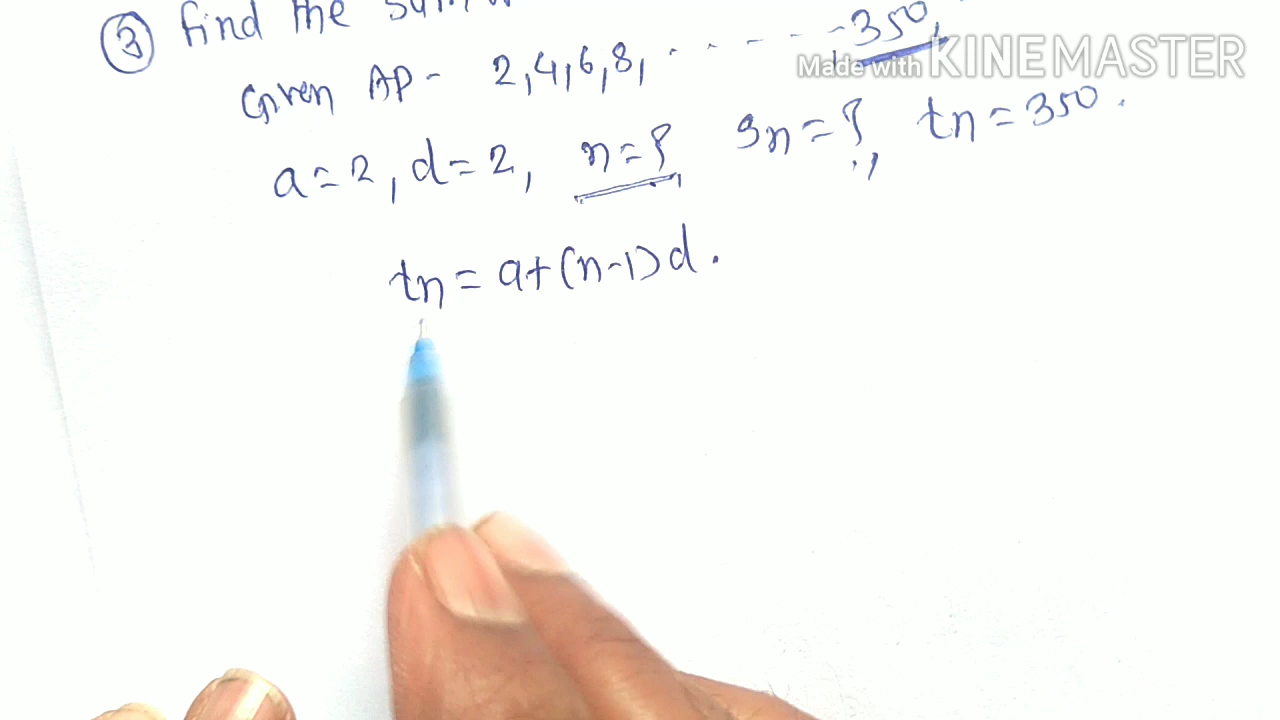 ③ Find the sum
Given AP - 2, 4, 6, 8, ------- 350,
Made with KINEMASTER
a = 2, d = 2, n = ? Sn = ? tn = 350.
tn = a + (n-1) d.